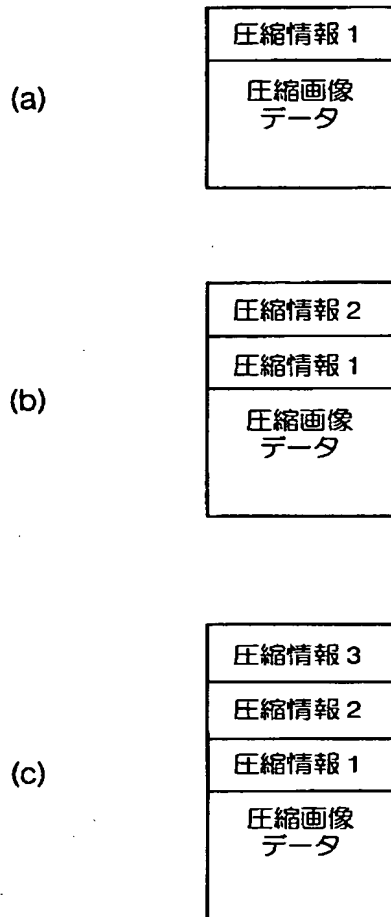 圧縮情報1
(a)
圧縮画像
データ
圧縮情報2
圧縮情報1
(b)
圧縮画像
データ
圧縮情報3
圧縮情報2
(c)
圧縮情報1
圧縮画像
データ